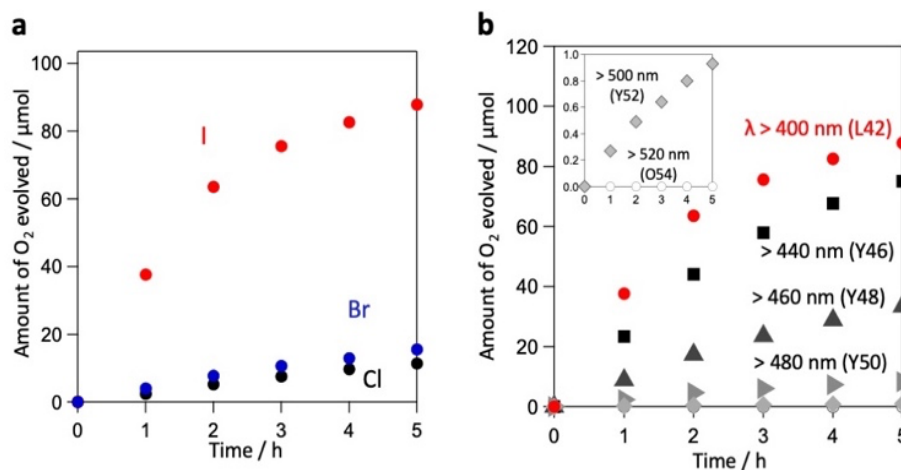 a
100
80
60
40
20
0
Amount of O₂ evolved / μmol
I
Br
Cl
0 1 2 3 4 5
Time / h
b
120
100
80
60
40
20
0
Amount of O₂ evolved / μmol
1.0
0.8
0.6
0.4
0.2
0.0
> 500 nm
(Y52)
> 520 nm
(O54)
0 1 2 3 4 5
λ > 400 nm (L42)
> 440 nm (Y46)
> 460 nm (Y48)
> 480 nm (Y50)
0 1 2 3 4 5
Time / h